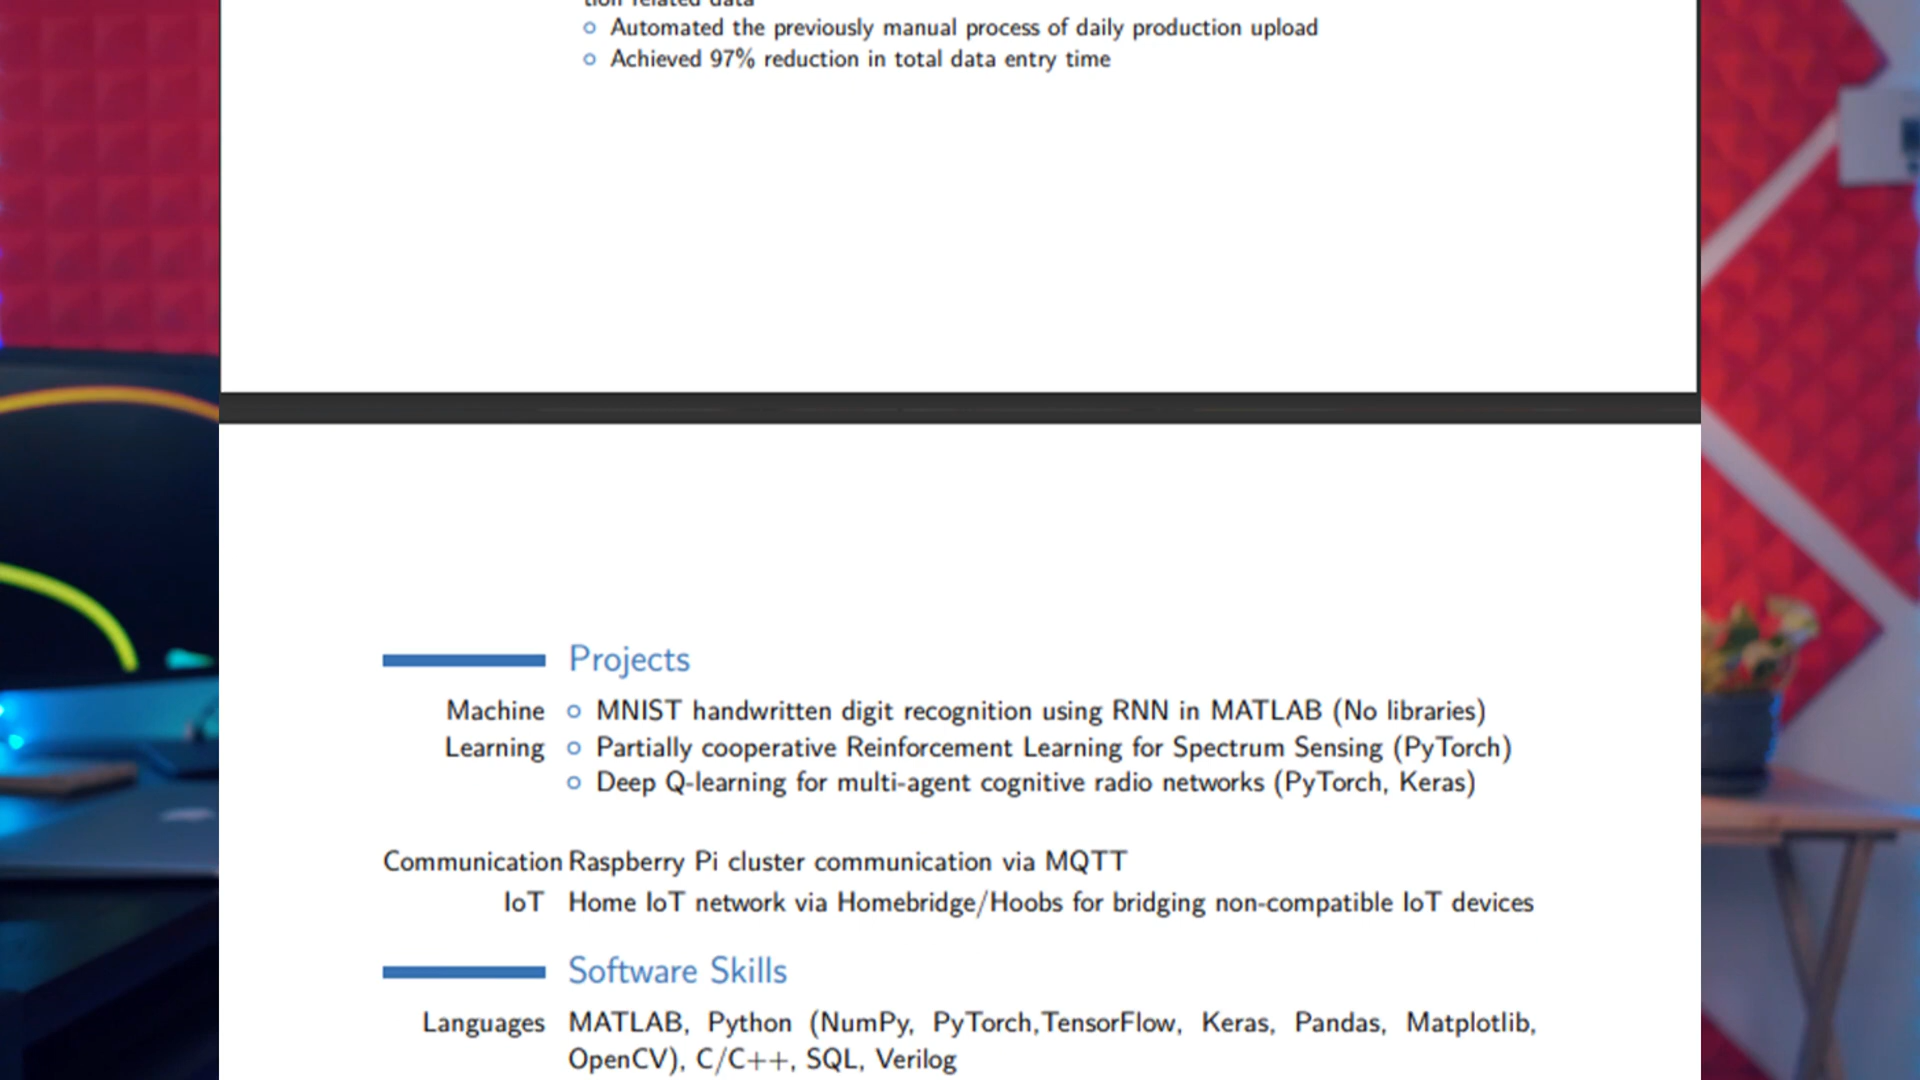 tion related data
Automated the previously manual process of daily production upload
Achieved 97% reduction in total data entry time
Projects
Machine Learning
MNIST handwritten digit recognition using RNN in MATLAB (No libraries)
Partially cooperative Reinforcement Learning for Spectrum Sensing (PyTorch)
Deep Q-learning for multi-agent cognitive radio networks (PyTorch, Keras)
Communication Raspberry Pi cluster communication via MQTT
IoT Home IoT network via Homebridge/Hoobs for bridging non-compatible IoT devices
Software Skills
Languages MATLAB, Python (NumPy, PyTorch,TensorFlow, Keras, Pandas, Matplotlib,
OpenCV), C/C++, SQL, Verilog